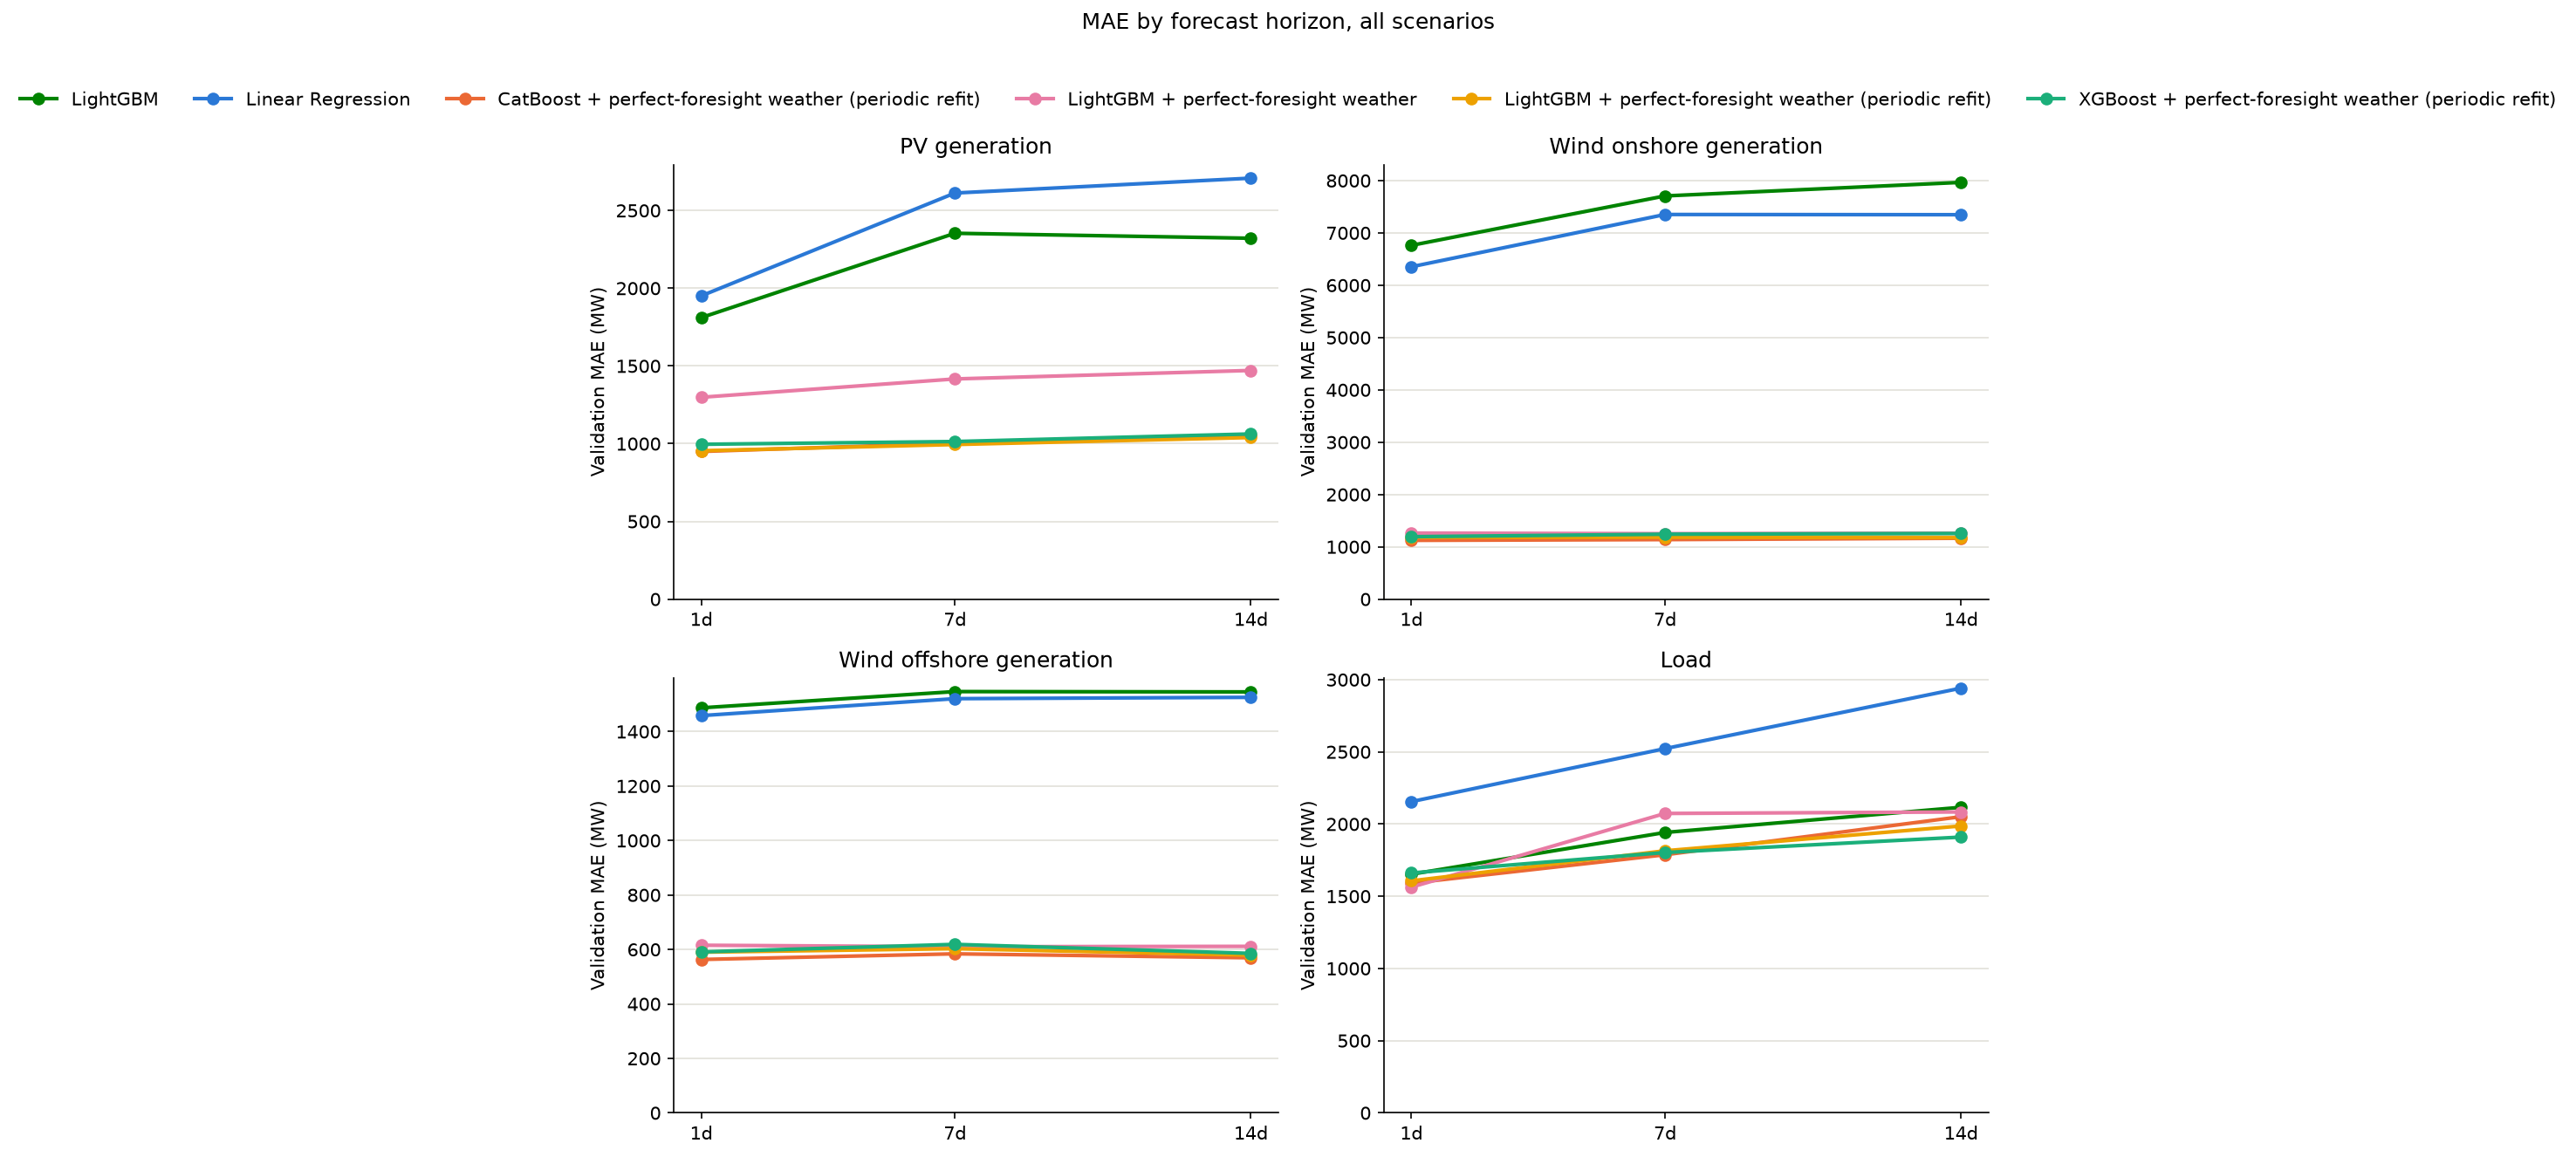 MAE by forecast horizon, all scenarios
LightGBM Linear Regression CatBoost + perfect-foresight weather (periodic refit) LightGBM + perfect-foresight weather LightGBM + perfect-foresight weather (periodic refit) XGBoost + perfect-foresight weather (periodic refit)
PV generation
Validation MAE (MW)
2500
2000
1500
1000
500
0
1d 7d 14d
Wind onshore generation
Validation MAE (MW)
8000
7000
6000
5000
4000
3000
2000
1000
0
1d 7d 14d
Wind offshore generation
Validation MAE (MW)
1400
1200
1000
800
600
400
200
0
1d 7d 14d
Load
Validation MAE (MW)
3000
2500
2000
1500
1000
500
0
1d 7d 14d